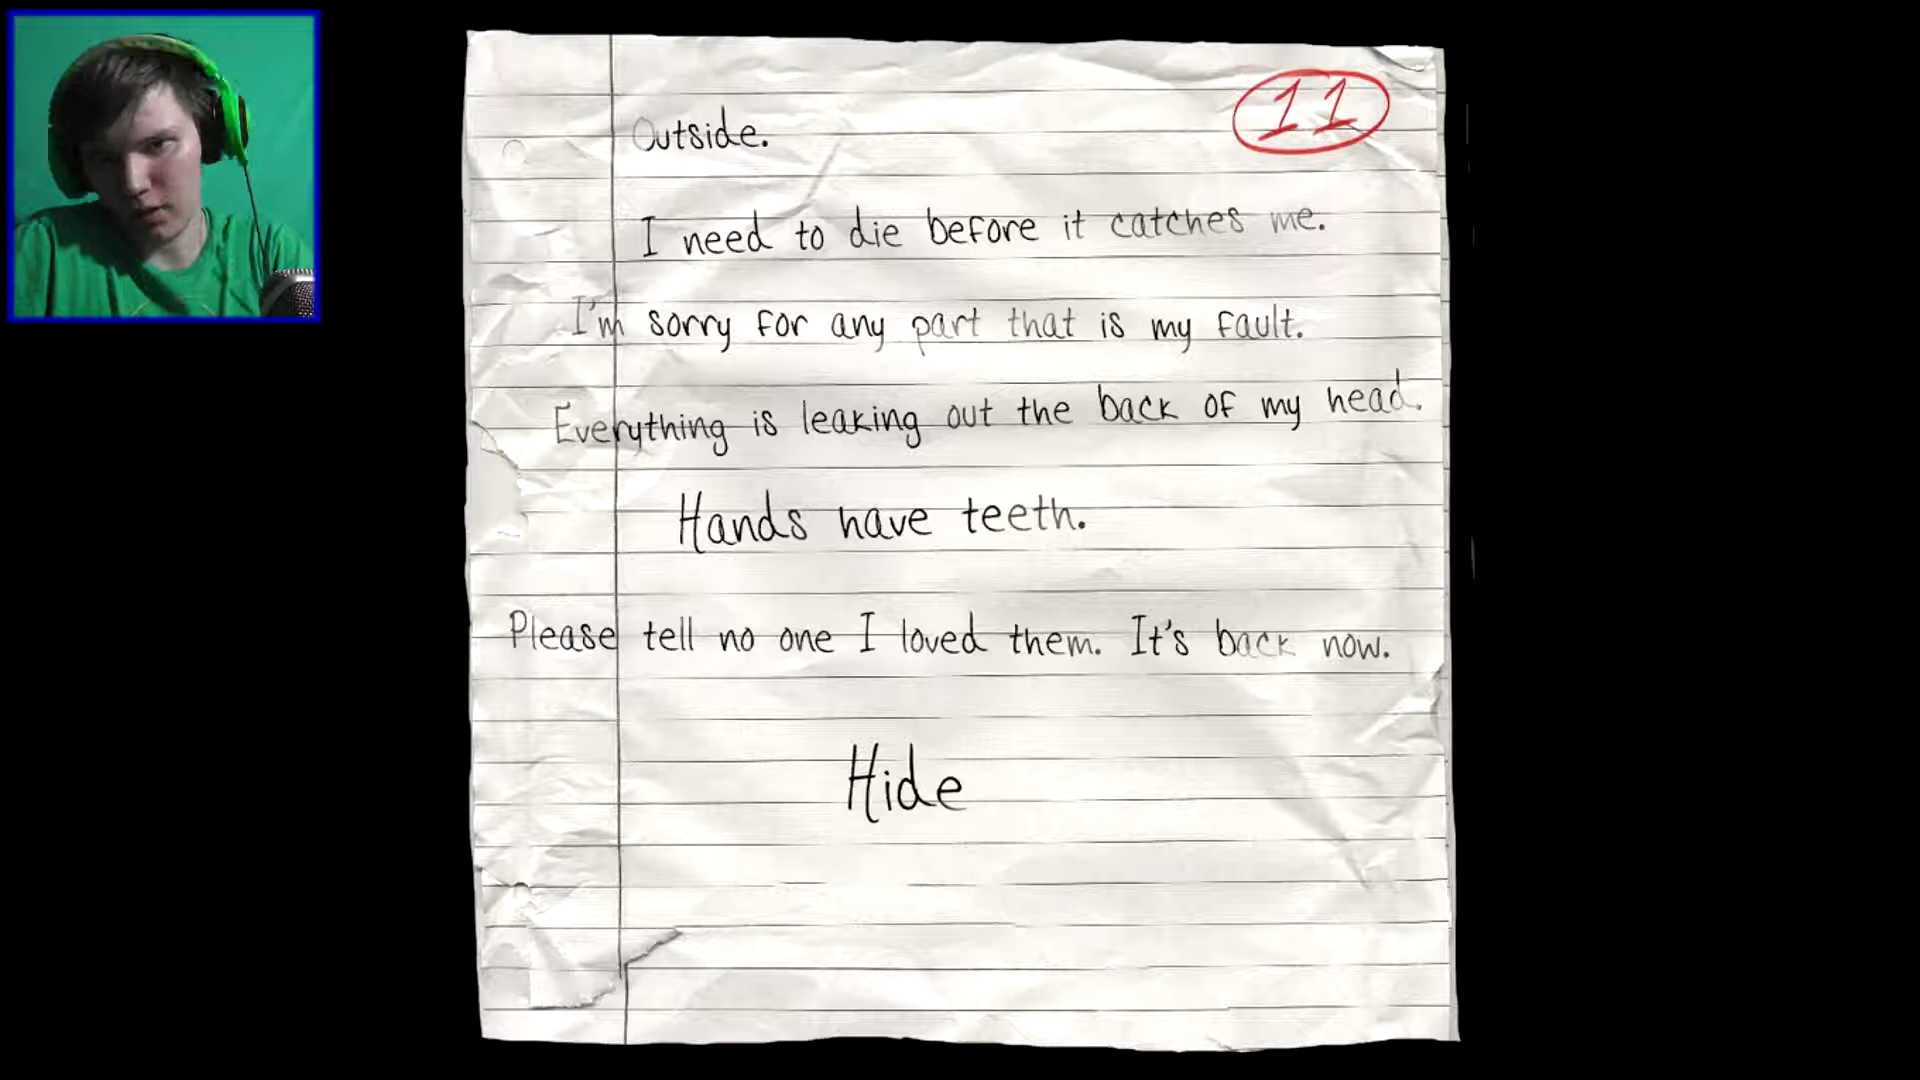 11
Outside.
I need to die before it catches me.
I'm sorry for any part that is my fault.
Everything is leaking out the back of my head.
Hands have teeth.
Please tell no one I loved them. It's back now.
Hide